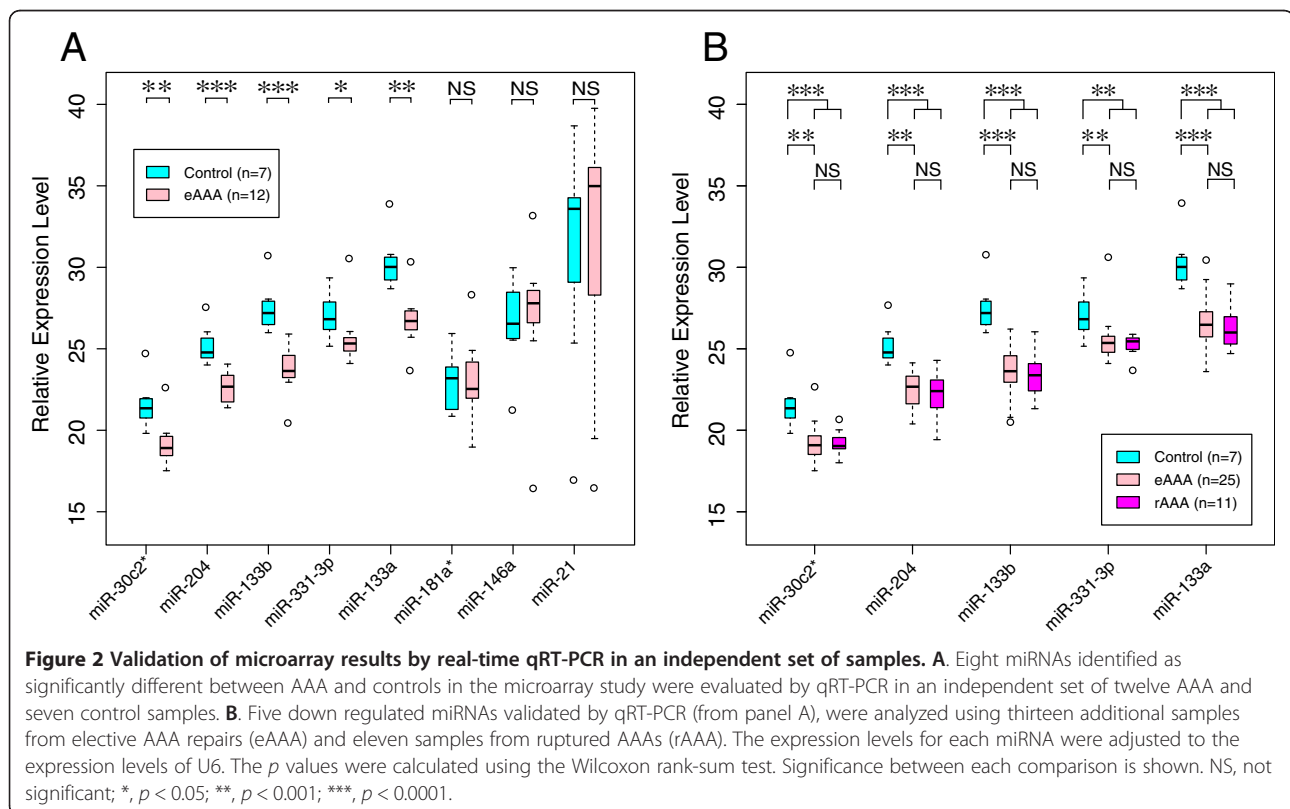 A
** *** *** * ** NS NS NS
Control (n=7)
eAAA (n=12)
Relative Expression Level
40
35
30
25
20
15
miR-30c2*
miR-204
miR-133b
miR-331-3p
miR-133a
miR-181a*
miR-146a
miR-21
B
*** *** *** ** ***
** ** *** ** ***
NS NS NS NS NS
Relative Expression Level
40
35
30
25
20
15
Control (n=7)
eAAA (n=25)
rAAA (n=11)
miR-30c2*
miR-204
miR-133b
miR-331-3p
miR-133a
Figure 2 Validation of microarray results by real-time qRT-PCR in an independent set of samples. A. Eight miRNAs identified as
significantly different between AAA and controls in the microarray study were evaluated by qRT-PCR in an independent set of twelve AAA and
seven control samples. B. Five down regulated miRNAs validated by qRT-PCR (from panel A), were analyzed using thirteen additional samples
from elective AAA repairs (eAAA) and eleven samples from ruptured AAAs (rAAA). The expression levels for each miRNA were adjusted to the
expression levels of U6. The p values were calculated using the Wilcoxon rank-sum test. Significance between each comparison is shown. NS, not
significant; *, p < 0.05; **, p < 0.001; ***, p < 0.0001.